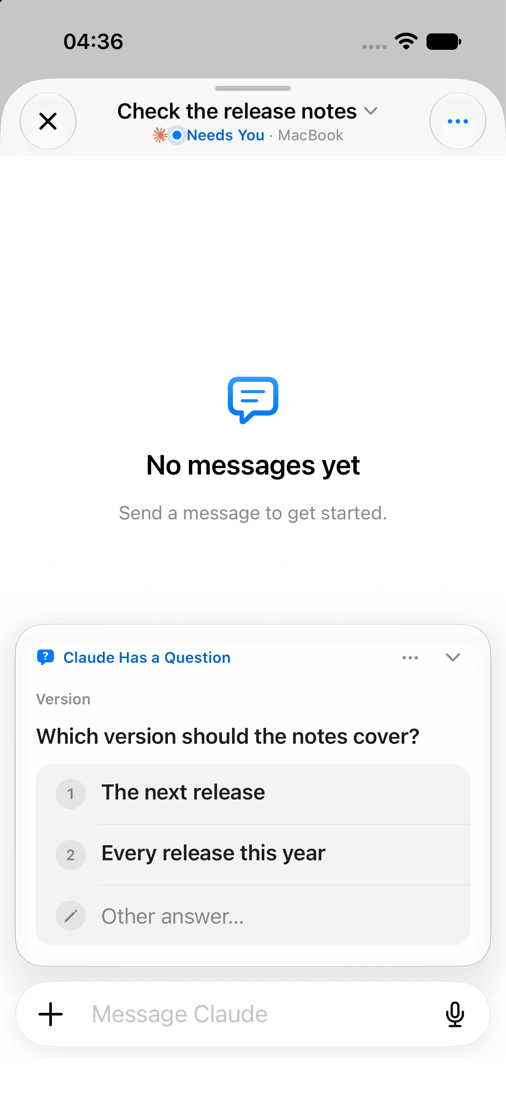 04:36
Check the release notes
Needs You · MacBook
No messages yet
Send a message to get started.
Claude Has a Question
Version
Which version should the notes cover?
1 The next release
2 Every release this year
Other answer...
Message Claude